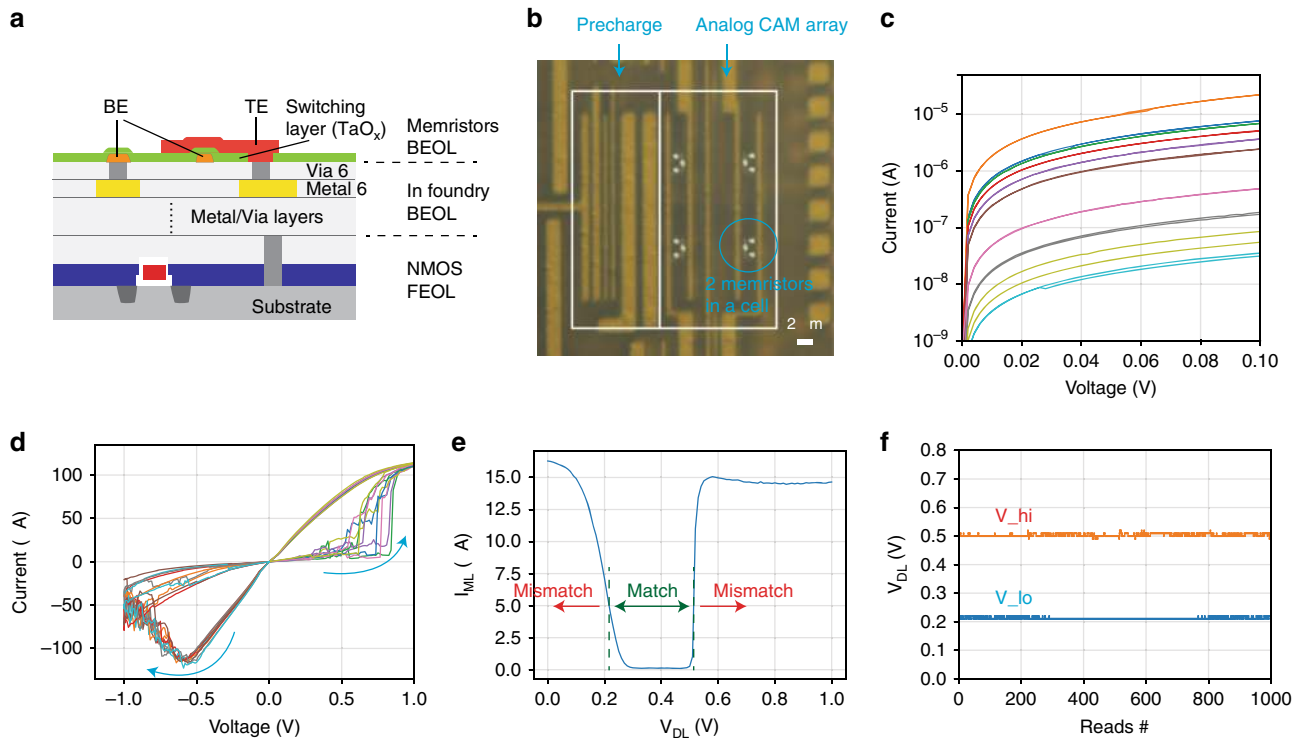 a
BE
TE
Switching
layer (TaOx)
Memristors
BEOL
Via 6
Metal 6
In foundry
BEOL
Metal/Via layers
NMOS
FEOL
Substrate
b
Precharge
Analog CAM array
2 memristors
in a cell
2 m
c
Current (A)
10⁻⁵
10⁻⁶
10⁻⁷
10⁻⁸
10⁻⁹
0.00 0.02 0.04 0.06 0.08 0.10
Voltage (V)
d
Current ( A)
100
50
0
−50
−100
−1.0 −0.5 0.0 0.5 1.0
Voltage (V)
e
I_ML ( A)
15.0
12.5
10.0
7.5
5.0
2.5
0.0
Mismatch Match Mismatch
0.0 0.2 0.4 0.6 0.8 1.0
V_DL (V)
f
V_DL (V)
0.8
0.7
0.6
0.5
0.4
0.3
0.2
0.1
0.0
V_hi
V_lo
0 200 400 600 800 1000
Reads #